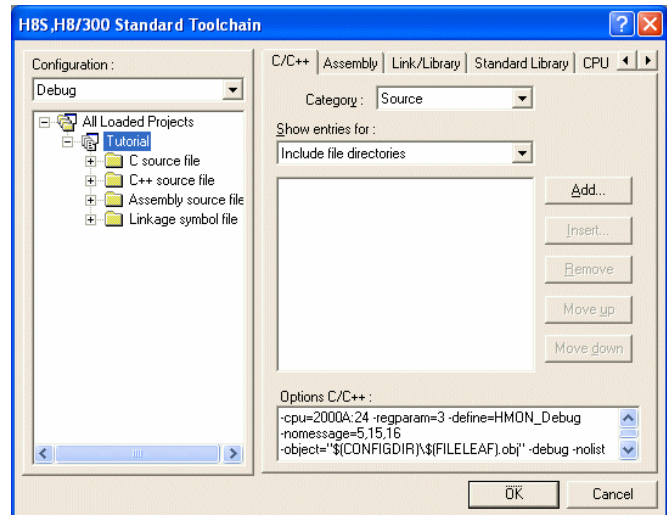 H8S,H8/300 Standard Toolchain
Configuration :
Debug
All Loaded Projects
Tutorial
C source file
C++ source file
Assembly source file
Linkage symbol file
C/C++ Assembly Link/Library Standard Library CPU
Category : Source
Show entries for :
Include file directories
Add...
Insert...
Remove
Move up
Move down
Options C/C++ :
-cpu=2000A:24 -regparam=3 -define=HMON_Debug
-nomessage=5,15,16
-object="$(CONFIGDIR)\$(FILELEAF).obj" -debug -nolist
OK Cancel